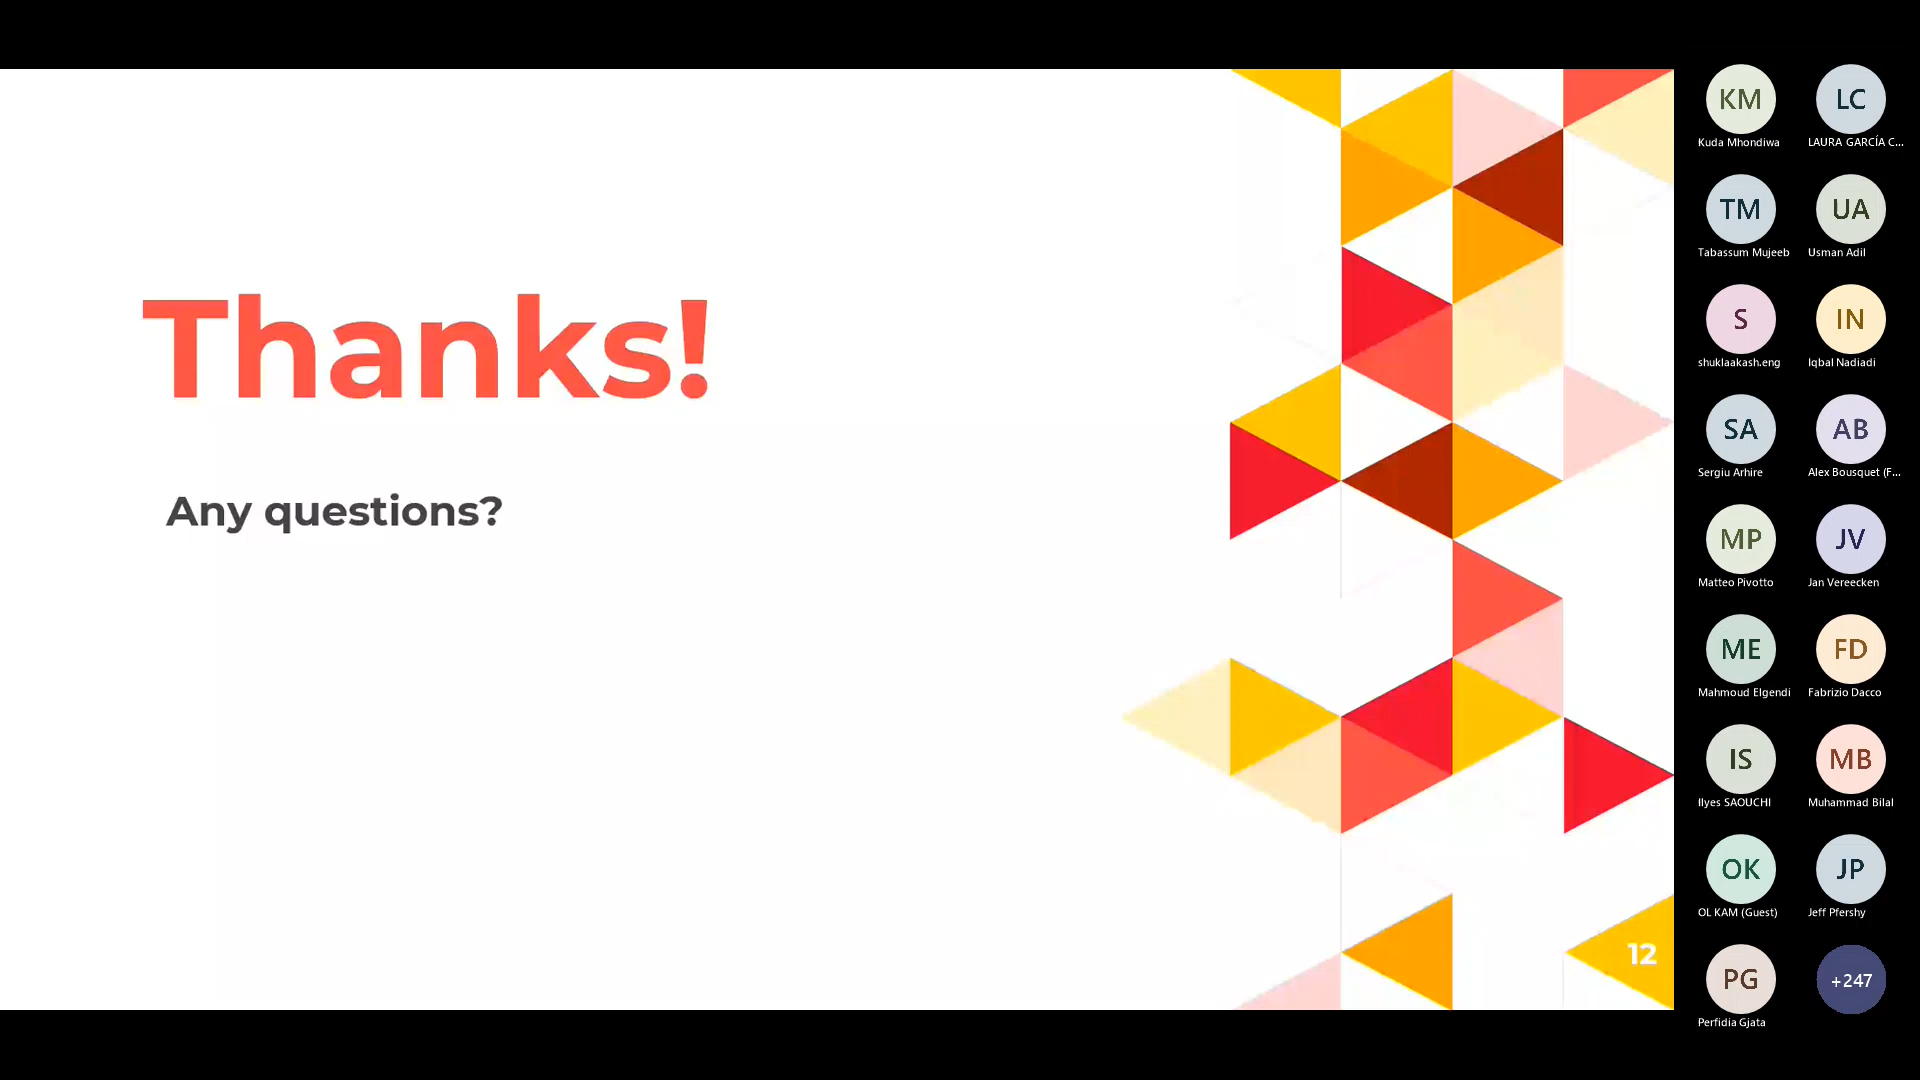 Thanks!
Any questions?
12
KM
LC
Kuda Mhondiwa
LAURA GARCÍA C...
TM
UA
Tabassum Mujeeb
Usman Adil
S
IN
shuklaakash.eng
Iqbal Nadiadi
SA
AB
Sergiu Arhire
Alex Bousquet (F...
MP
JV
Matteo Pivotto
Jan Vereecken
ME
FD
Mahmoud Elgendi
Fabrizio Dacco
IS
MB
Ilyes SAOUCHI
Muhammad Bilal
OK
JP
OL KAM (Guest)
Jeff Pfershy
PG
+247
Perfidia Gjata